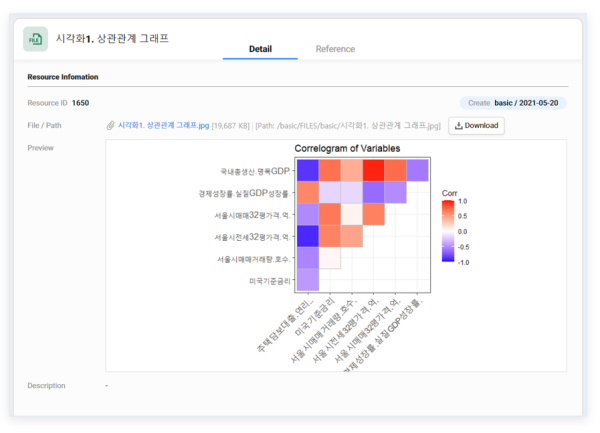 FILE
시각화1. 상관관계 그래프
Detail
Reference
Resource Infomation
Resource ID 1650
Create basic / 2021-05-20
File / Path
시각화1. 상관관계 그래프.jpg [19,687 KB] [Path: /basic/FILES/basic/시각화1. 상관관계 그래프.jpg]
Download
Preview
Correlogram of Variables
국내총생산.명목GDP.
경제성장률.실질GDP성장률.
서울시매매32평가격.억.
서울시전세32평가격.억.
서울시매매거래량.호수.
미국기준금리
주택담보대출.연리..
미국기준금리
서울시매매거래량.호수.
서울시전세32평가격.억.
서울시매매32평가격.억.
경제성장률.실질GDP성장률.
Corr
1.0
0.5
0.0
-0.5
-1.0
Description
-